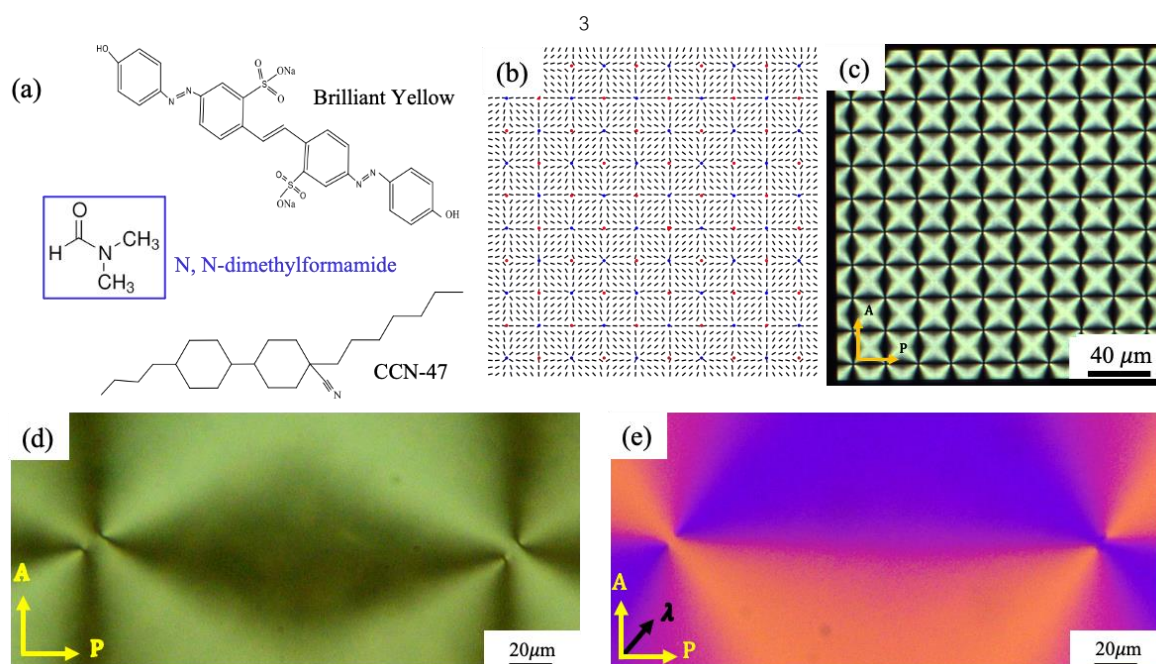 3
(a)
HO
N
N
S
O
O
ONa
Brilliant Yellow
O
O
S
ONa
N
N
OH
O
H
N
CH3
CH3
N, N-dimethylformamide
N
CCN-47
(b)
(c)
A
P
40 μm
(d)
A
P
20μm
(e)
A
λ
P
20μm